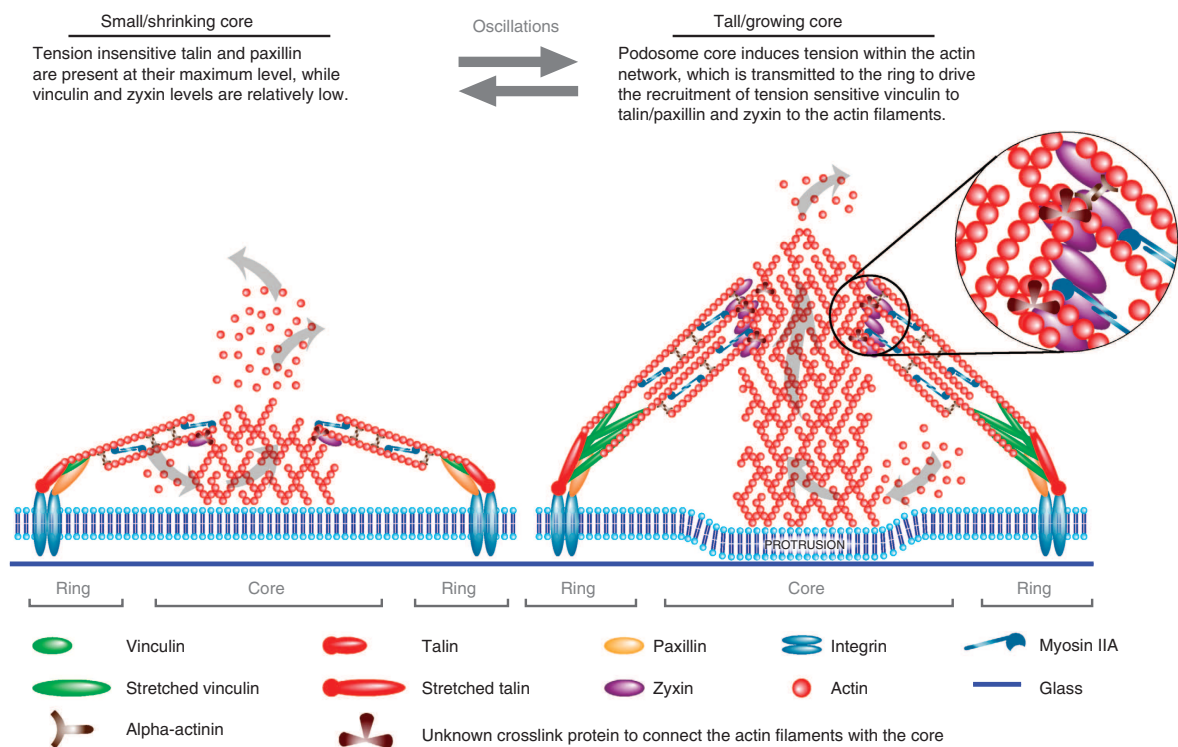 Small/shrinking core
Tension insensitive talin and paxillin
are present at their maximum level, while
vinculin and zyxin levels are relatively low.
Oscillations
Tall/growing core
Podosome core induces tension within the actin
network, which is transmitted to the ring to drive
the recruitment of tension sensitive vinculin to
talin/paxillin and zyxin to the actin filaments.
PROTRUSION
Ring
Core
Ring
Ring
Core
Ring
Vinculin
Talin
Paxillin
Integrin
Myosin IIA
Stretched vinculin
Stretched talin
Zyxin
Actin
Glass
Alpha-actinin
Unknown crosslink protein to connect the actin filaments with the core